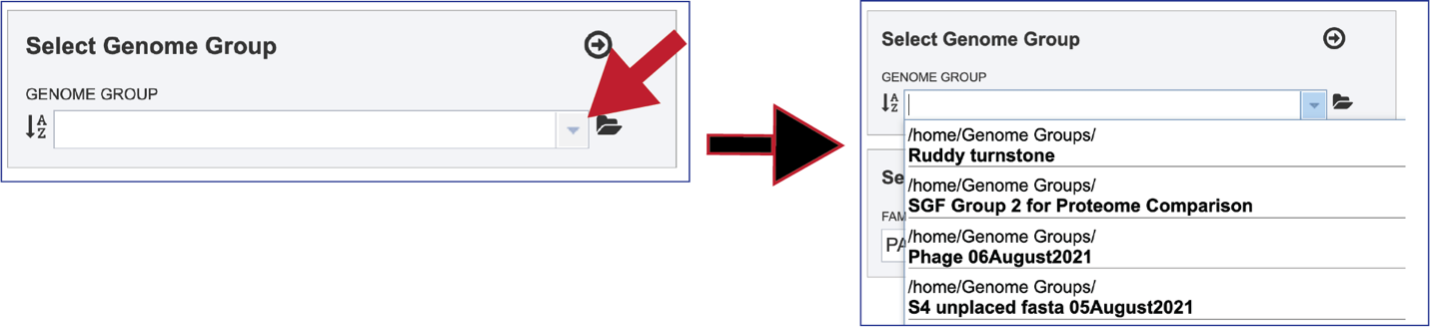 Select Genome Group
GENOME GROUP
A
Z
Select Genome Group
GENOME GROUP
A
Z
/home/Genome Groups/
Ruddy turnstone
Se
/home/Genome Groups/
SGF Group 2 for Proteome Comparison
FAM
/home/Genome Groups/
PA
Phage 06August2021
/home/Genome Groups/
S4 unplaced fasta 05August2021